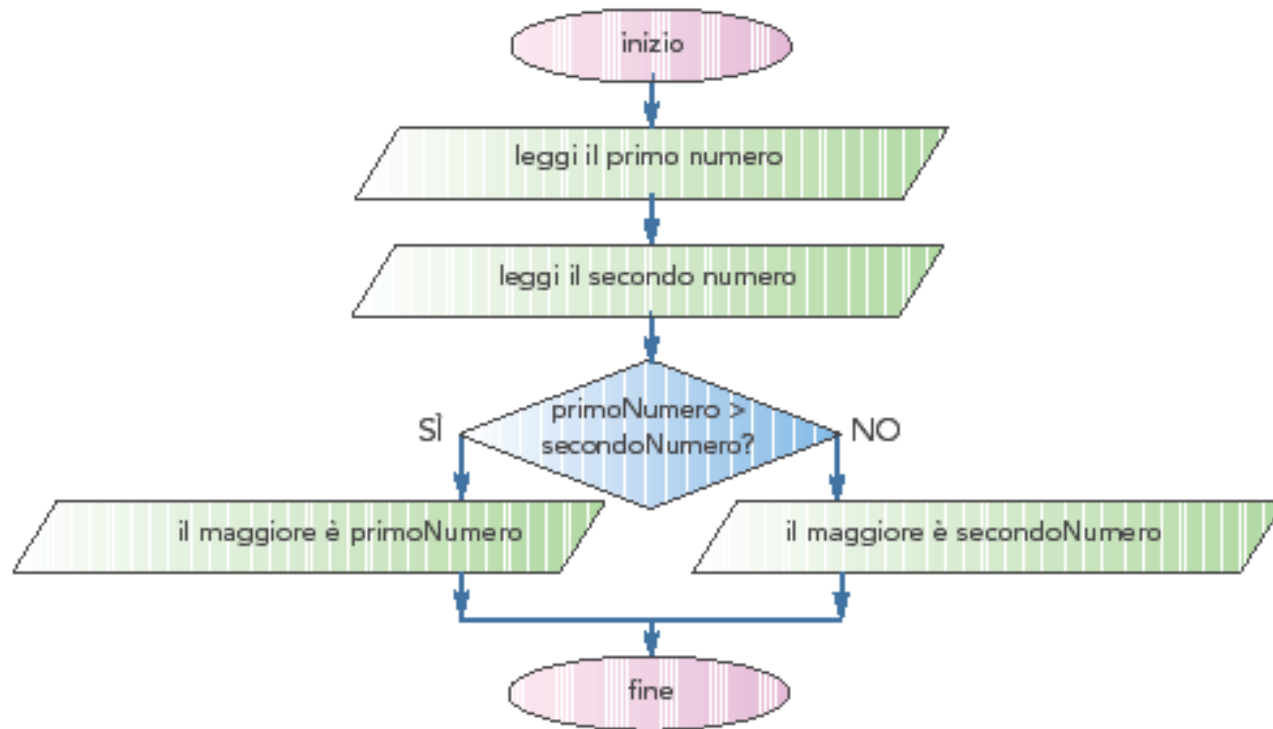 inizio
leggi il primo numero
leggi il secondo numero
primoNumero >
secondoNumero?
SÌ
NO
il maggiore è primoNumero
il maggiore è secondoNumero
fine